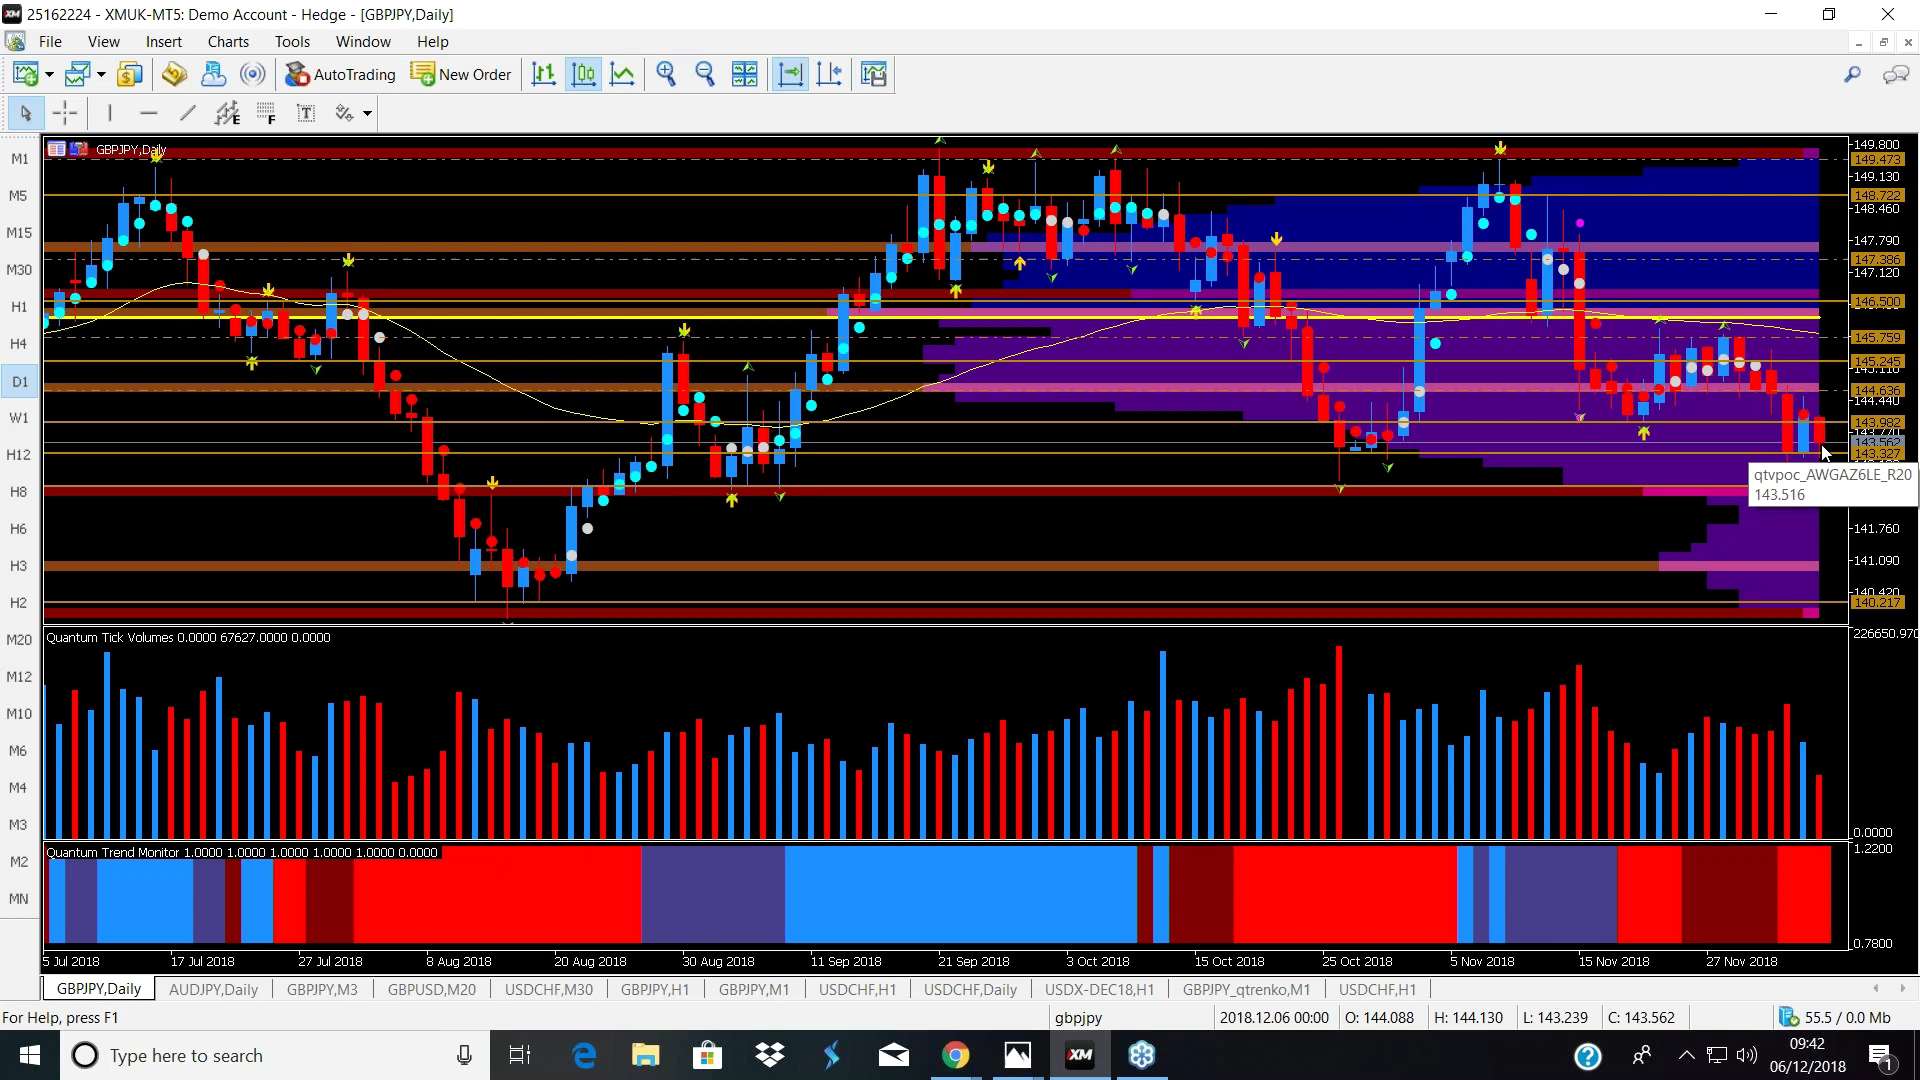 25162224 - XMUK-MT5: Demo Account - Hedge - [GBPJPY,Daily]
File View Insert Charts Tools Window Help
AutoTrading New Order
E F T
M1
M5
M15
M30
H1
H4
D1
W1
H12
H8
H6
H3
H2
M20
M12
M10
M6
M4
M3
M2
MN
GBPJPY,Daily
149.800
149.473
149.130
148.722
148.460
147.790
147.386
147.120
146.500
145.759
145.245
145.110
144.636
144.440
143.982
143.770
143.562
143.327
qtvpoc_AWGAZ6LE_R20
143.516
141.760
141.090
140.420
140.217
Quantum Tick Volumes 0.0000 67627.0000 0.0000
226650.970
0.0000
Quantum Trend Monitor 1.0000 1.0000 1.0000 1.0000 1.0000 0.0000
1.2200
0.7800
5 Jul 2018 17 Jul 2018 27 Jul 2018 8 Aug 2018 20 Aug 2018 30 Aug 2018 11 Sep 2018 21 Sep 2018 3 Oct 2018 15 Oct 2018 25 Oct 2018 5 Nov 2018 15 Nov 2018 27 Nov 2018
GBPJPY,Daily AUDJPY,Daily GBPJPY,M3 GBPUSD,M20 USDCHF,M30 GBPJPY,H1 GBPJPY,M1 USDCHF,H1 USDCHF,Daily USDX-DEC18,H1 GBPJPY_qtrenko,M1 USDCHF,H1
For Help, press F1 gbpjpy 2018.12.06 00:00 O: 144.088 H: 144.130 L: 143.239 C: 143.562 55.5 / 0.0 Mb
Type here to search
XM
09:42
06/12/2018
1